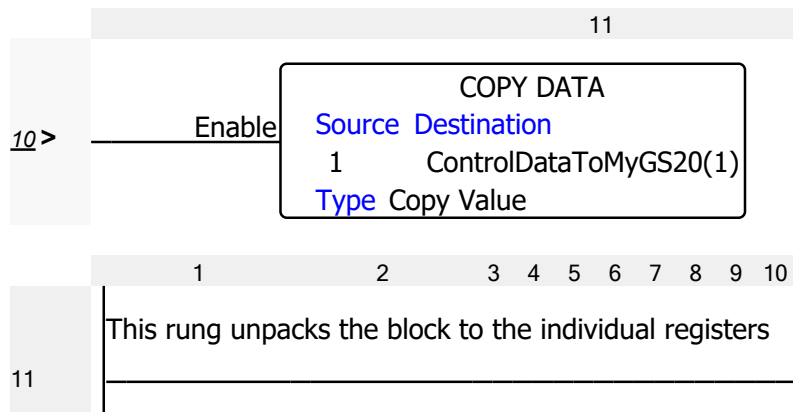 11
COPY DATA
Enable Source Destination
10 > 1 ControlDataToMyGS20(1)
Type Copy Value
1 2 3 4 5 6 7 8 9 10
This rung unpacks the block to the individual registers
11